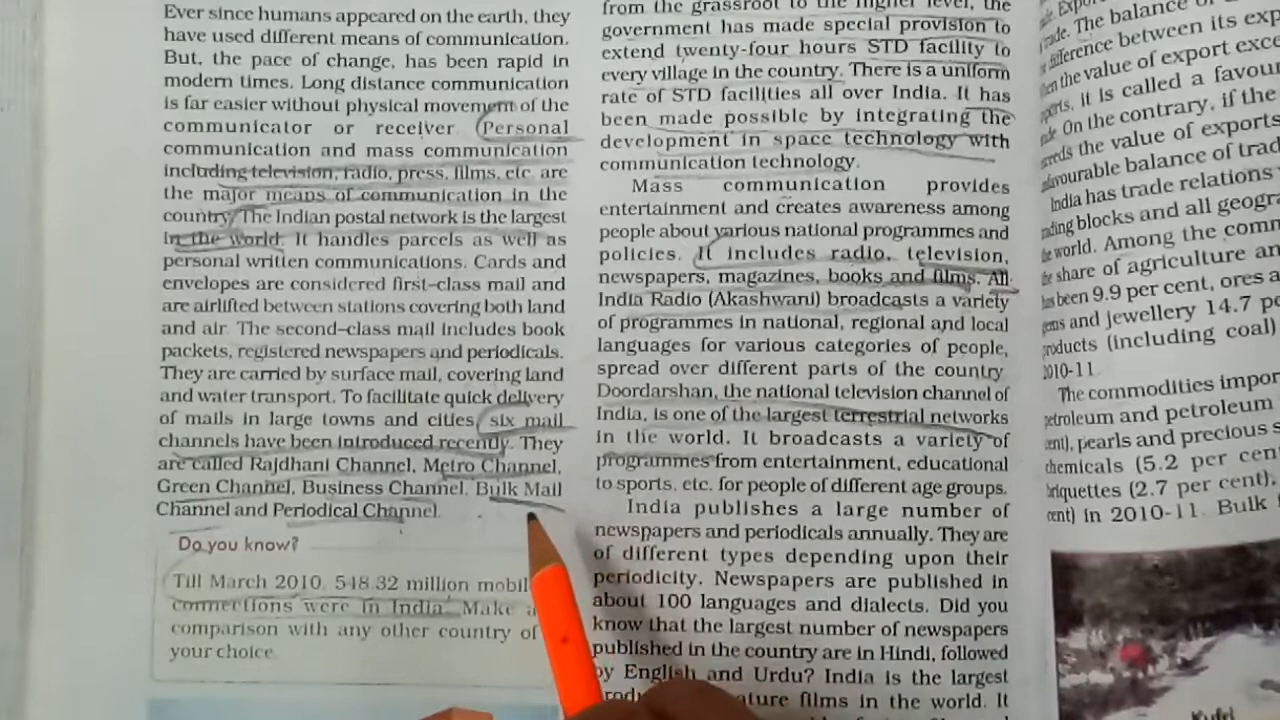 Ever since humans appeared on the earth, they
have used different means of communication.
But, the pace of change, has been rapid in
modern times. Long distance communication
is far easier without physical movement of the
communicator or receiver. Personal
communication and mass communication
including television, radio, press, films, etc. are
the major means of communication in the
country. The Indian postal network is the largest
in the world. It handles parcels as well as
personal written communications. Cards and
envelopes are considered first–class mail and
are airlifted between stations covering both land
and air. The second–class mail includes book
packets, registered newspapers and periodicals.
They are carried by surface mail, covering land
and water transport. To facilitate quick delivery
of mails in large towns and cities, six mail
channels have been introduced recently. They
are called Rajdhani Channel, Metro Channel,
Green Channel, Business Channel, Bulk Mail
Channel and Periodical Channel.
Do you know?
Till March 2010, 548.32 million
connections were in India. Make
comparison with any other country of
your choice.
from the grassroot to the higher level, the
government has made special provision to
extend twenty-four hours STD facility to
every village in the country. There is a uniform
rate of STD facilities all over India. It has
been made possible by integrating the
development in space technology with
communication technology.
Mass communication provides
entertainment and creates awareness among
people about various national programmes and
policies. It includes radio, television,
newspapers, magazines, books and films. All
India Radio (Akashwani) broadcasts a variety
of programmes in national, regional and local
languages for various categories of people,
spread over different parts of the country.
Doordarshan, the national television channel of
India, is one of the largest terrestrial networks
in the world. It broadcasts a variety of
programmes from entertainment, educational
to sports, etc. for people of different age groups.
India publishes a large number of
newspapers and periodicals annually. They are
of different types depending upon their
periodicity. Newspapers are published in
about 100 languages and dialects. Did you
know that the largest number of newspapers
published in the country are in Hindi, followed
by English and Urdu? India is the largest
films in the world. It
The balance
between its exp
the value of export exce
it is called a favou
On the contrary, if the
the value of exports
balance of trad
India has trade relations
blocks and all geogra
world. Among the com
share of agriculture an
been 9.9 per cent, ores a
and jewellery 14.7 pe
(including coal)
2010-11.
The commodities impor
petroleum and petroleum
pearls and precious s
chemicals (5.2 per cen
(2.7 per cent),
in 2010-11. Bulk
Kufri